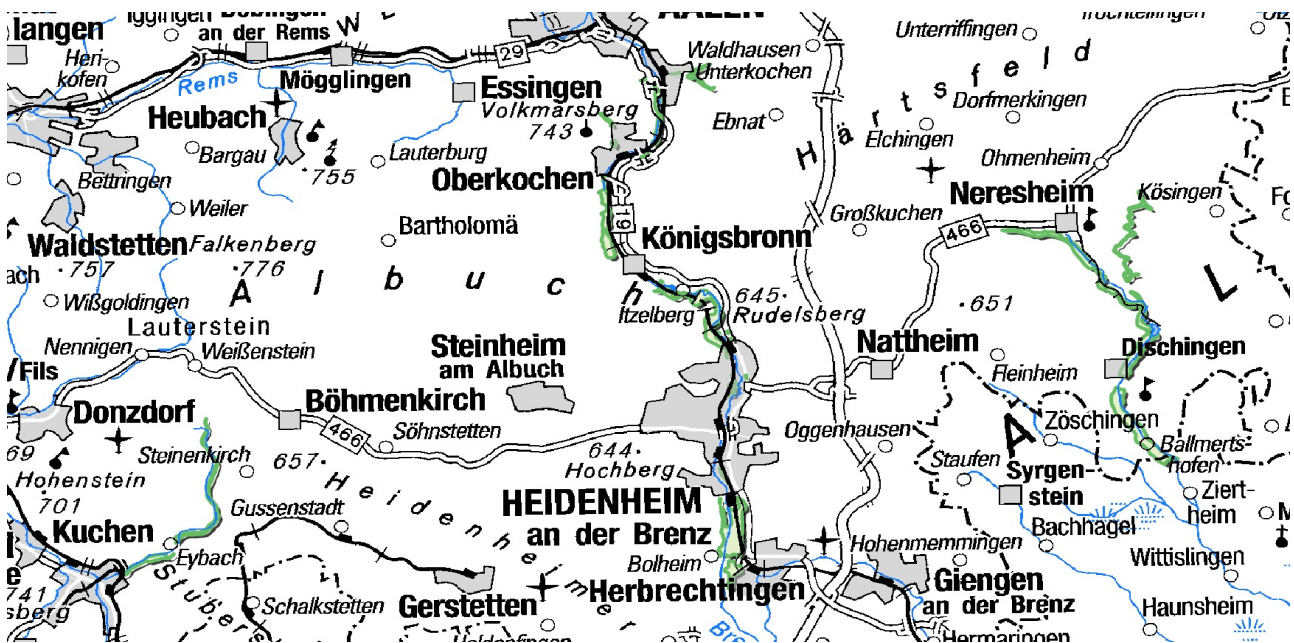 Iggingen
Böbingen
an der Rems
W
AALEN
Unterriffingen
Trochtelfingen
langen
Heri-
kofen
Rems
Mögglingen
29
Waldhausen
Unterkochen
Essingen
Volkmarsberg
743
Heubach
Bargau
Lauterburg
755
Ebnat
Härtsfeld
Dorfmerkingen
Elchingen
Ohmenheim
Bettringen
Weiler
Oberkochen
Neresheim
Kösingen
Waldstetten
Falkenberg
Bartholomä
19
Königsbronn
Großkuchen
466
ach
757
776
Albuch
Wißgoldingen
Itzelberg
645
Rudelsberg
651
L
Lauterstein
Nennigen
Weißenstein
Steinheim
am Albuch
Nattheim
Dischingen
/Fils
Fleinheim
Donzdorf
Böhmenkirch
466
Söhnstetten
A
Zöschingen
Oggenhausen
Ballmerts-
hofen
69
Steinenkirch
657
644
Hochberg
Staufen
Syrgen-
stein
Hohenstein
701
Heidenheimer
HEIDENHEIM
an der Brenz
Ziert-
heim
Kuchen
Gussenstadt
Bachhagel
M
Eybach
Bolheim
Hohenmemmingen
Wittislingen
e
741
sberg
Stubers
Schalkstetten
Gerstetten
Herbrechtingen
Giengen
an der Brenz
Haunsheim
Hermaringen